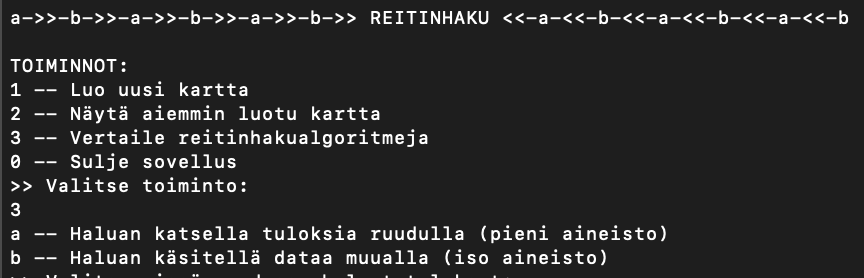 a->>-b->>-a->>-b->>-a->>-b->> REITINHAKU <<-a-<<-b-<<-a-<<-b-<<-a-<<-b
TOIMINNOT:
1 -- Luo uusi kartta
2 -- Näytä aiemmin luotu kartta
3 -- Vertaile reitinhakualgoritmeja
0 -- Sulje sovellus
>> Valitse toiminto:
3
a -- Haluan katsella tuloksia ruudulla (pieni aineisto)
b -- Haluan käsitellä dataa muualla (iso aineisto)